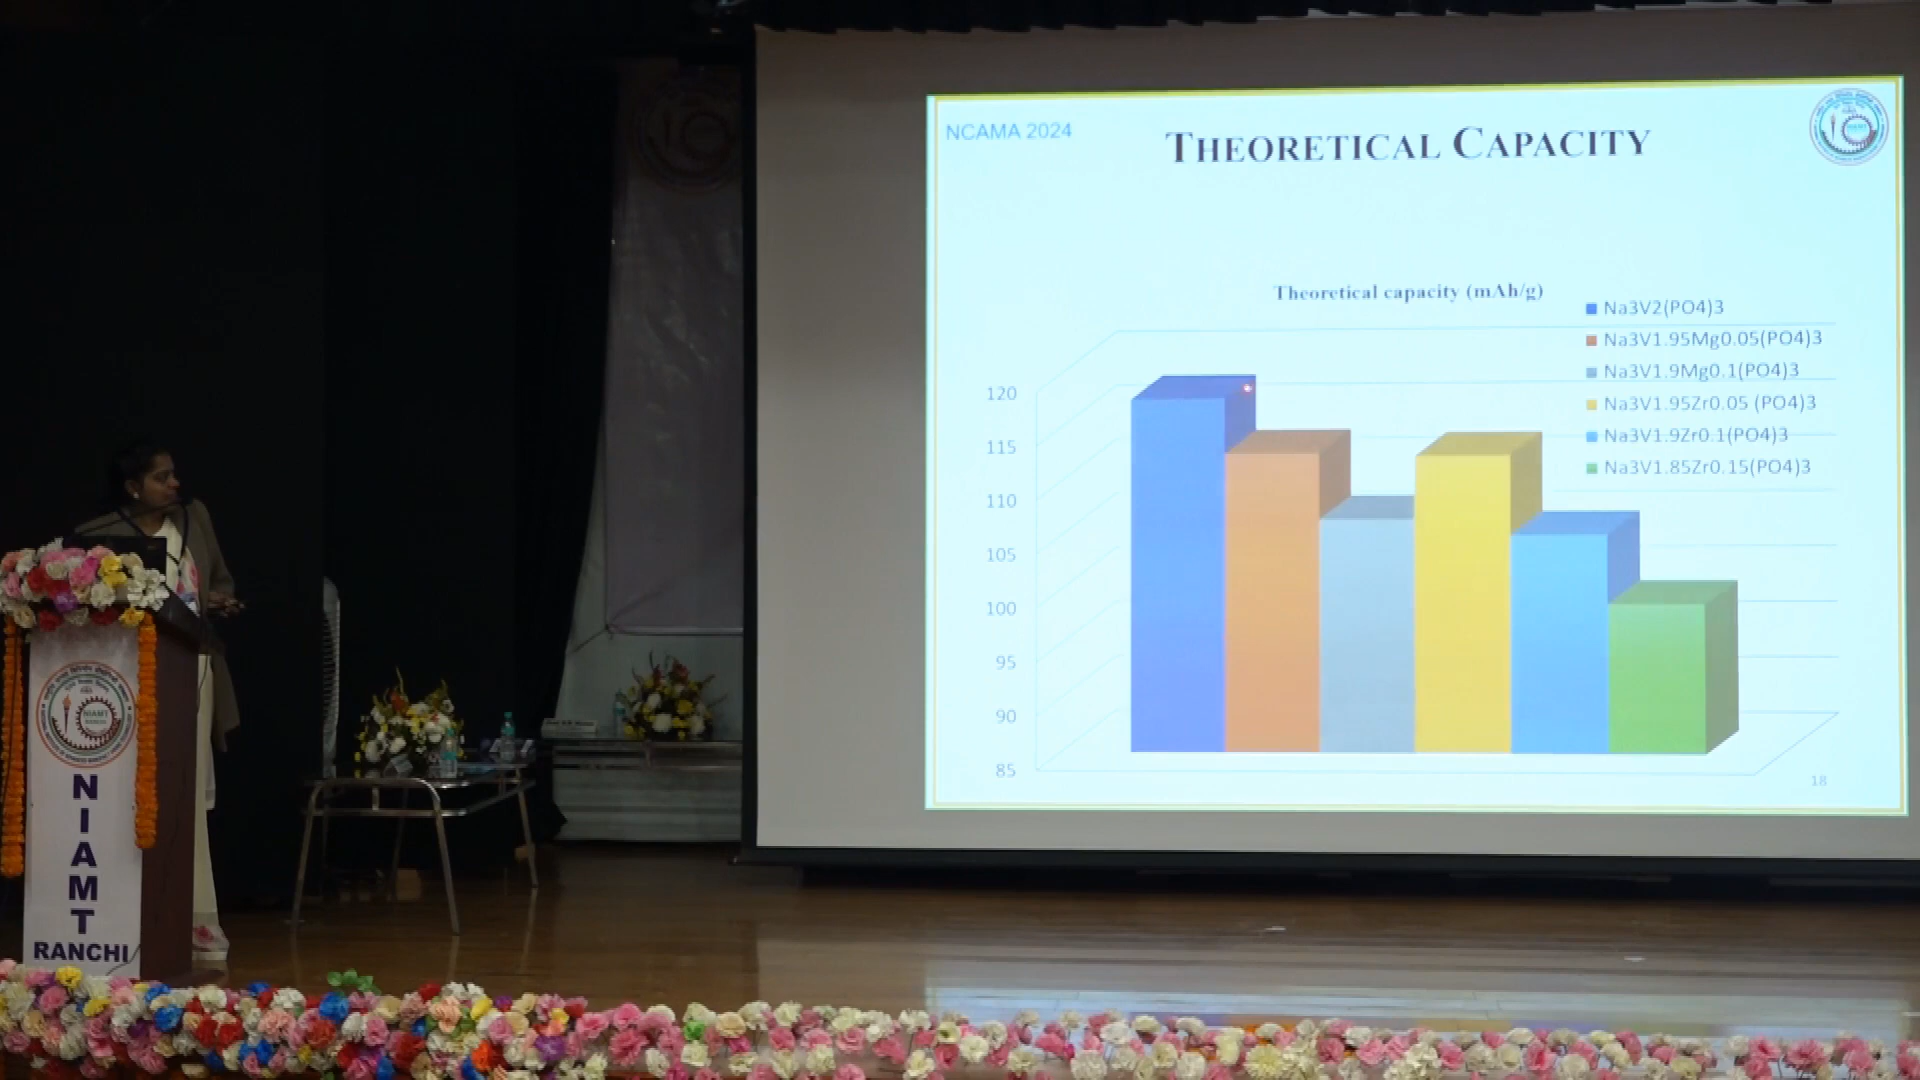 NCAMA 2024
THEORETICAL CAPACITY
Theoretical capacity (mAh/g)
Na3V2(PO4)3
Na3V1.95Mg0.05(PO4)3
Na3V1.9Mg0.1(PO4)3
Na3V1.95Zr0.05 (PO4)3
Na3V1.9Zr0.1(PO4)3
Na3V1.85Zr0.15(PO4)3
120
115
110
105
100
95
90
85
18
NIAMT
NIAMT
RANCHI